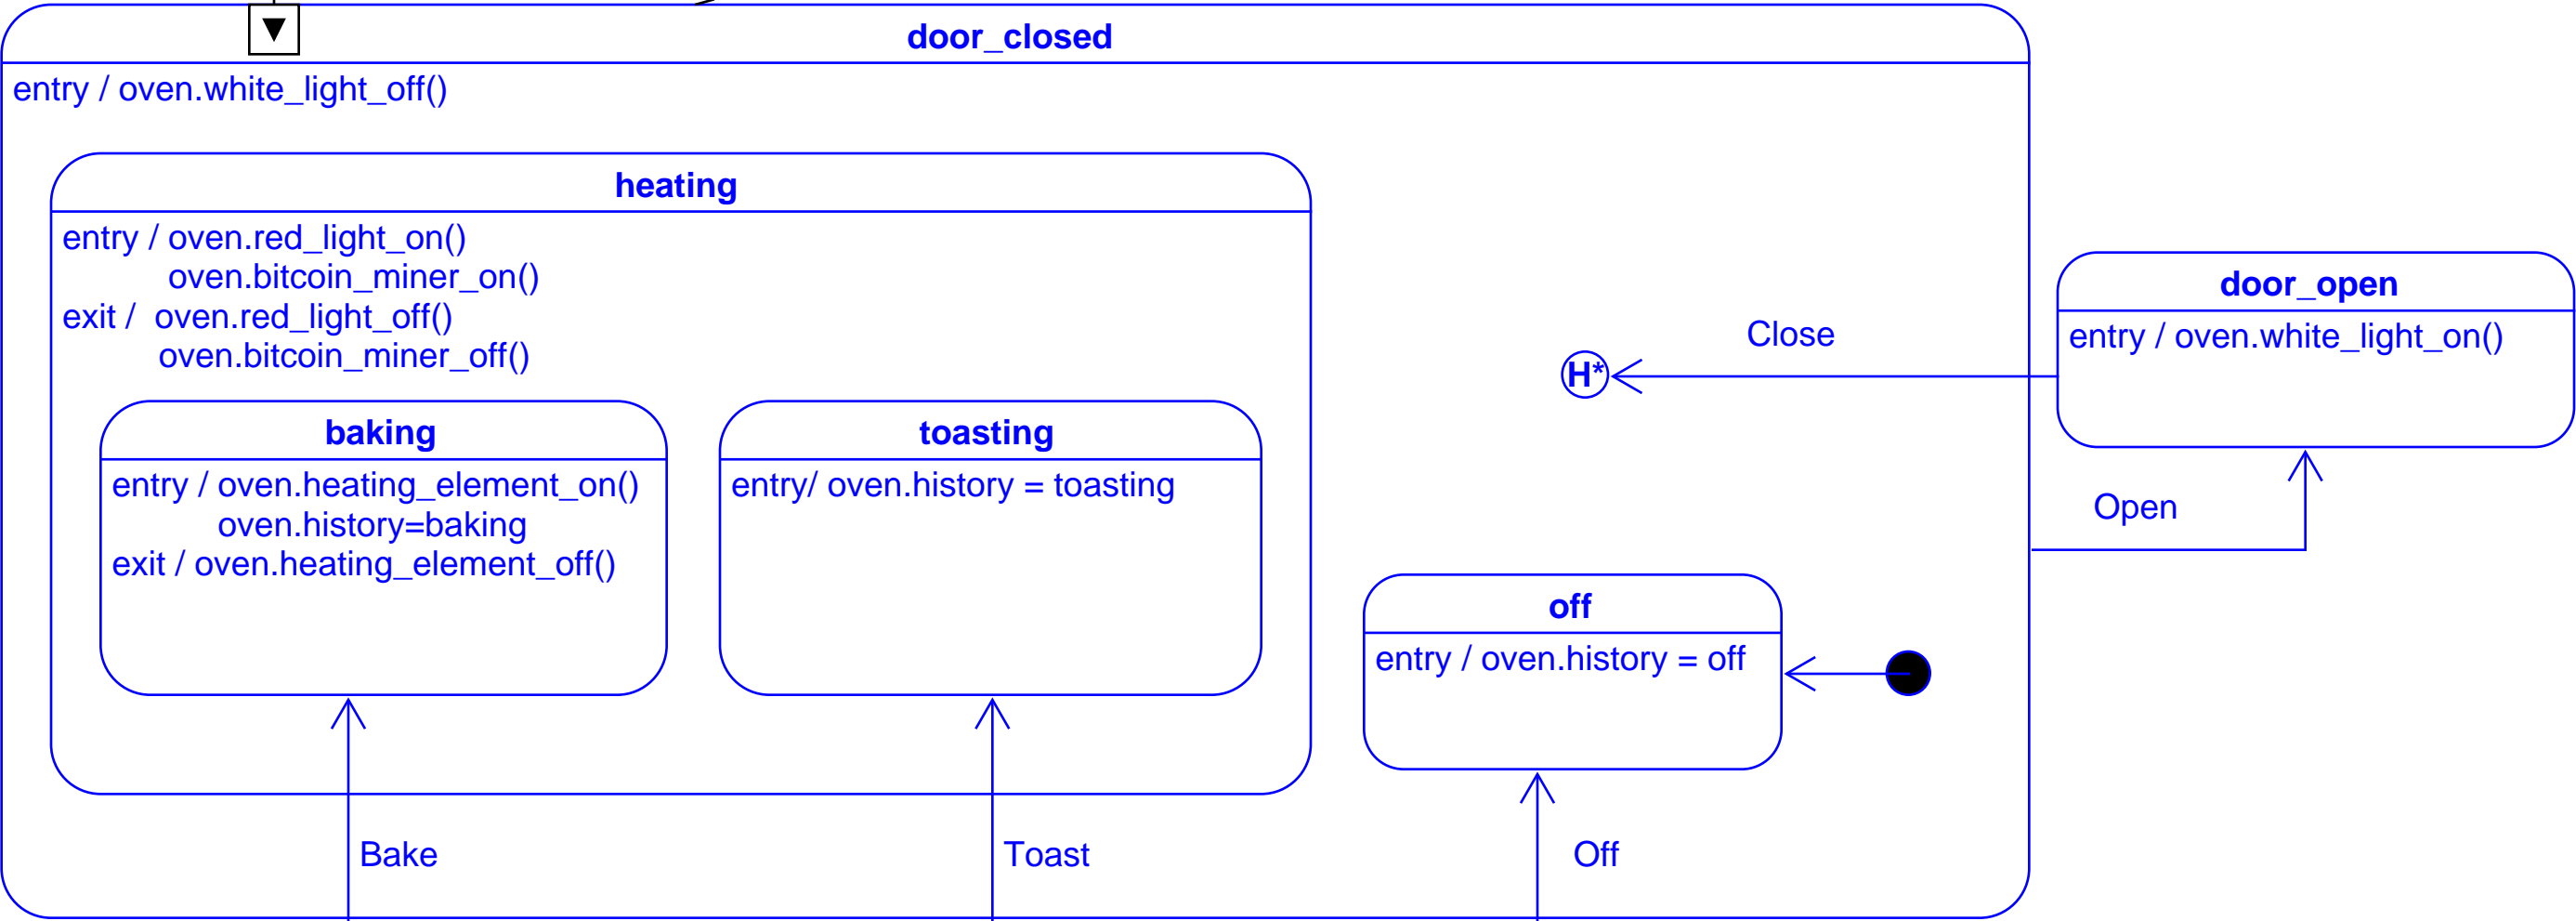 door_closed
entry / oven.white_light_off()
heating
entry / oven.red_light_on()
oven.bitcoin_miner_on()
exit /  oven.red_light_off()
oven.bitcoin_miner_off()
baking
entry / oven.heating_element_on()
oven.history=baking
exit / oven.heating_element_off()
toasting
entry/ oven.history = toasting
H*
Close
door_open
entry / oven.white_light_on()
Open
off
entry / oven.history = off
Bake
Toast
Off